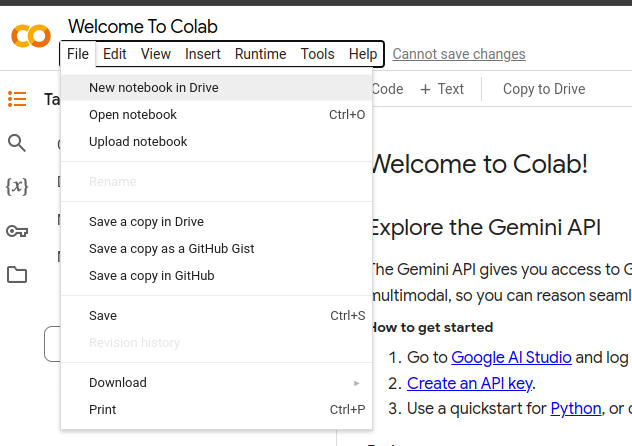 Welcome To Colab
File Edit View Insert Runtime Tools Help Cannot save changes
Code + Text Copy to Drive
New notebook in Drive
Open notebook Ctrl+O
Upload notebook
Rename
Save a copy in Drive
Save a copy as a GitHub Gist
Save a copy in GitHub
Save Ctrl+S
Revision history
Download
Print Ctrl+P
{x}
Welcome to Colab!
Explore the Gemini API
The Gemini API gives you access to G
multimodal, so you can reason seaml
How to get started
1. Go to Google AI Studio and log
2. Create an API key.
3. Use a quickstart for Python, or